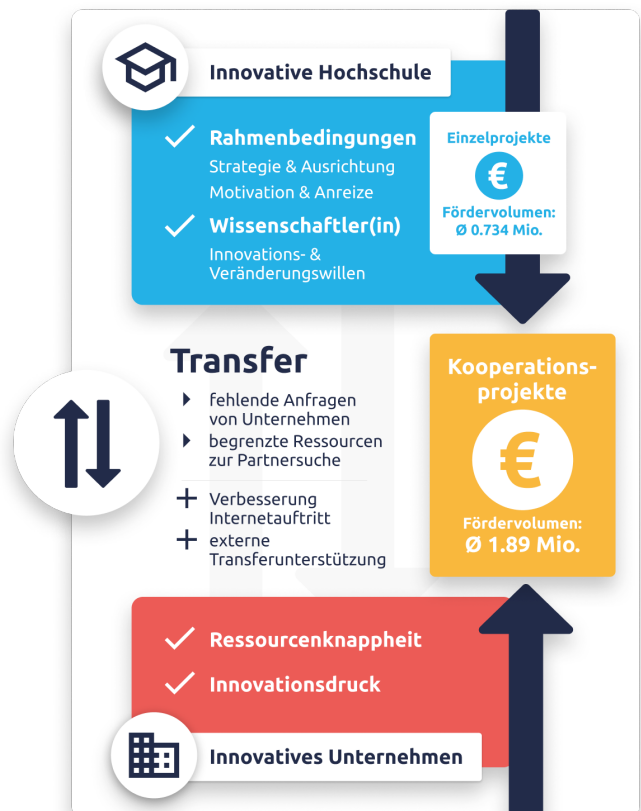 Innovative Hochschule
Rahmenbedingungen
Strategie & Ausrichtung
Motivation & Anreize
Wissenschaftler(in)
Innovations- &
Veränderungswillen
Einzelprojekte
€
Fördervolumen:
Ø 0.734 Mio.
Transfer
fehlende Anfragen
von Unternehmen
begrenzte Ressourcen
zur Partnersuche
+ Verbesserung
Internetauftritt
+ externe
Transferunterstützung
Kooperations-
projekte
€
Fördervolumen:
Ø 1.89 Mio.
Ressourcenknappheit
Innovationsdruck
Innovatives Unternehmen